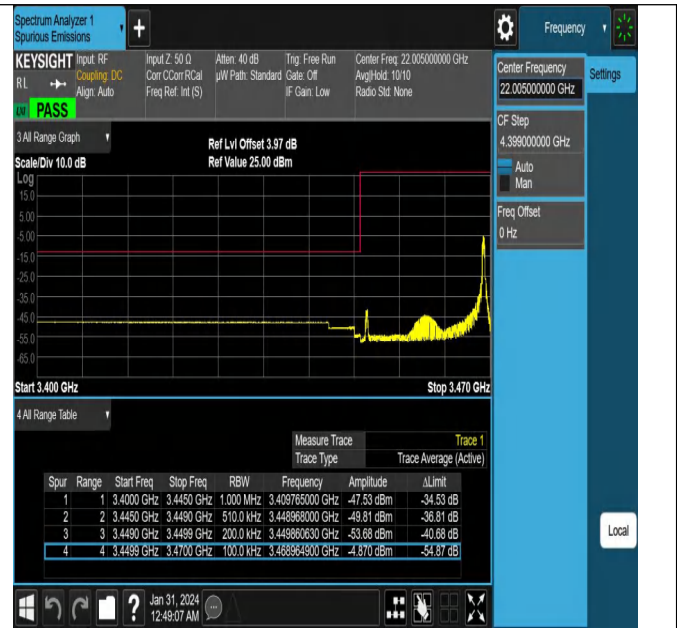 Spectrum Analyzer 1
Spurious Emissions
+
Frequency
KEYSIGHT
RL
LNI PASS
Input: RF
Coupling: DC
Align: Auto
Input Z: 50 Ω
Corr CCorr RCal
Freq Ref: Int (S)
Atten: 40 dB
µW Path: Standard
Trig: Free Run
Gate: Off
IF Gain: Low
Center Freq: 22.005000000 GHz
Avg|Hold: 10/10
Radio Std: None
Center Frequency
22.005000000 GHz
Settings
CF Step
4.399000000 GHz
Auto
Man
Freq Offset
0 Hz
3 All Range Graph
Scale/Div 10.0 dB
Ref Lvl Offset 3.97 dB
Ref Value 25.00 dBm
Log
15.0
5.00
-5.00
-15.0
-25.0
-35.0
-45.0
-55.0
-65.0
Start 3.400 GHz
Stop 3.470 GHz
4 All Range Table
Measure Trace Trace 1
Trace Type Trace Average (Active)
Spur Range Start Freq Stop Freq RBW Frequency Amplitude ΔLimit
1 1 3.4000 GHz 3.4450 GHz 1.000 MHz 3.409765000 GHz -47.53 dBm -34.53 dB
2 2 3.4450 GHz 3.4490 GHz 510.0 kHz 3.448968000 GHz -49.81 dBm -36.81 dB
3 3 3.4490 GHz 3.4499 GHz 200.0 kHz 3.449860630 GHz -53.68 dBm -40.68 dB
4 4 3.4499 GHz 3.4700 GHz 100.0 kHz 3.468964900 GHz -4.870 dBm -54.87 dB
Local
?
Jan 31, 2024
12:49:07 AM